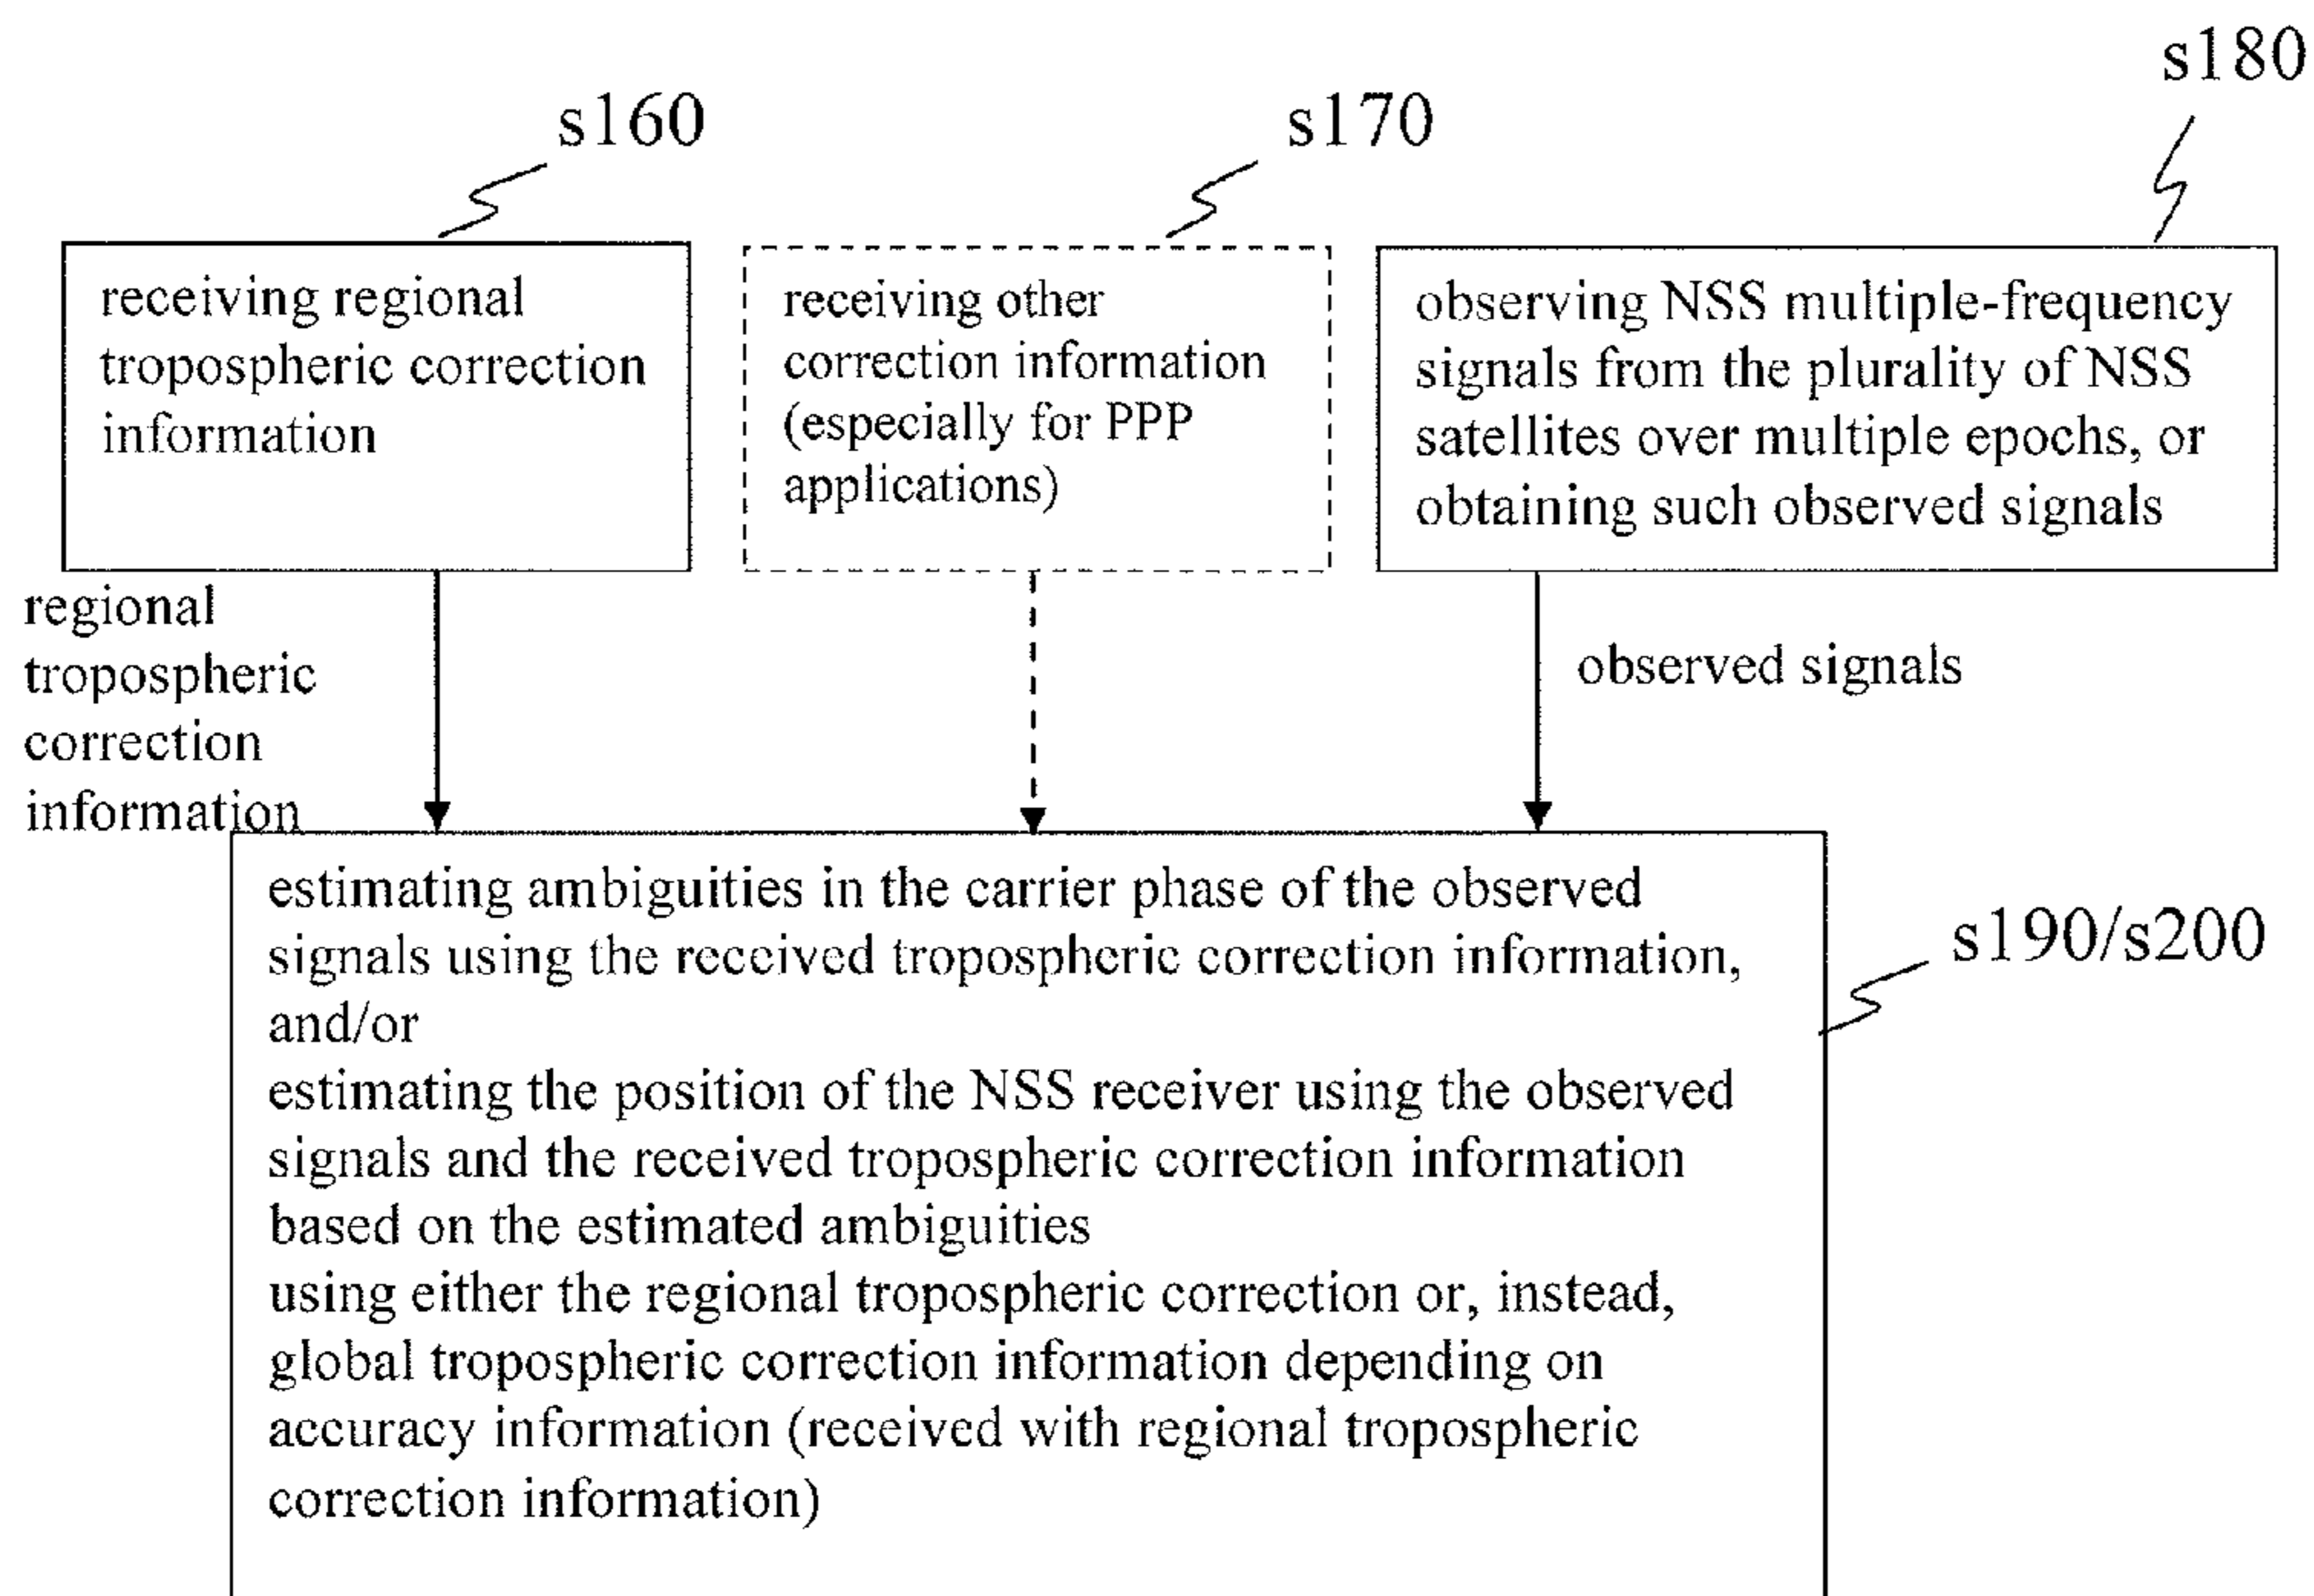 s160
s170
s180
receiving regional
tropospheric correction
information
receiving other
correction information
(especially for PPP
applications)
observing NSS multiple-frequency
signals from the plurality of NSS
satellites over multiple epochs, or
obtaining such observed signals
regional
tropospheric
correction
information
observed signals
estimating ambiguities in the carrier phase of the observed
signals using the received tropospheric correction information,
and/or
estimating the position of the NSS receiver using the observed
signals and the received tropospheric correction information
based on the estimated ambiguities
using either the regional tropospheric correction or, instead,
global tropospheric correction information depending on
accuracy information (received with regional tropospheric
correction information)
s190/s200